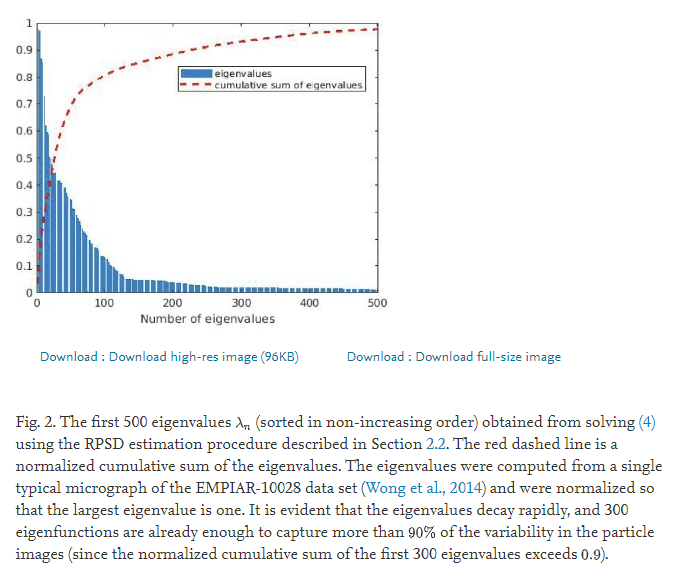 1
0.9
0.8
0.7
0.6
0.5
0.4
0.3
0.2
0.1
0
eigenvalues
cumulative sum of eigenvalues
0 100 200 300 400 500
Number of eigenvalues
Download : Download high-res image (96KB) Download : Download full-size image
Fig. 2. The first 500 eigenvalues λₙ (sorted in non-increasing order) obtained from solving (4)
using the RPSD estimation procedure described in Section 2.2. The red dashed line is a
normalized cumulative sum of the eigenvalues. The eigenvalues were computed from a single
typical micrograph of the EMPIAR-10028 data set (Wong et al., 2014) and were normalized so
that the largest eigenvalue is one. It is evident that the eigenvalues decay rapidly, and 300
eigenfunctions are already enough to capture more than 90% of the variability in the particle
images (since the normalized cumulative sum of the first 300 eigenvalues exceeds 0.9).